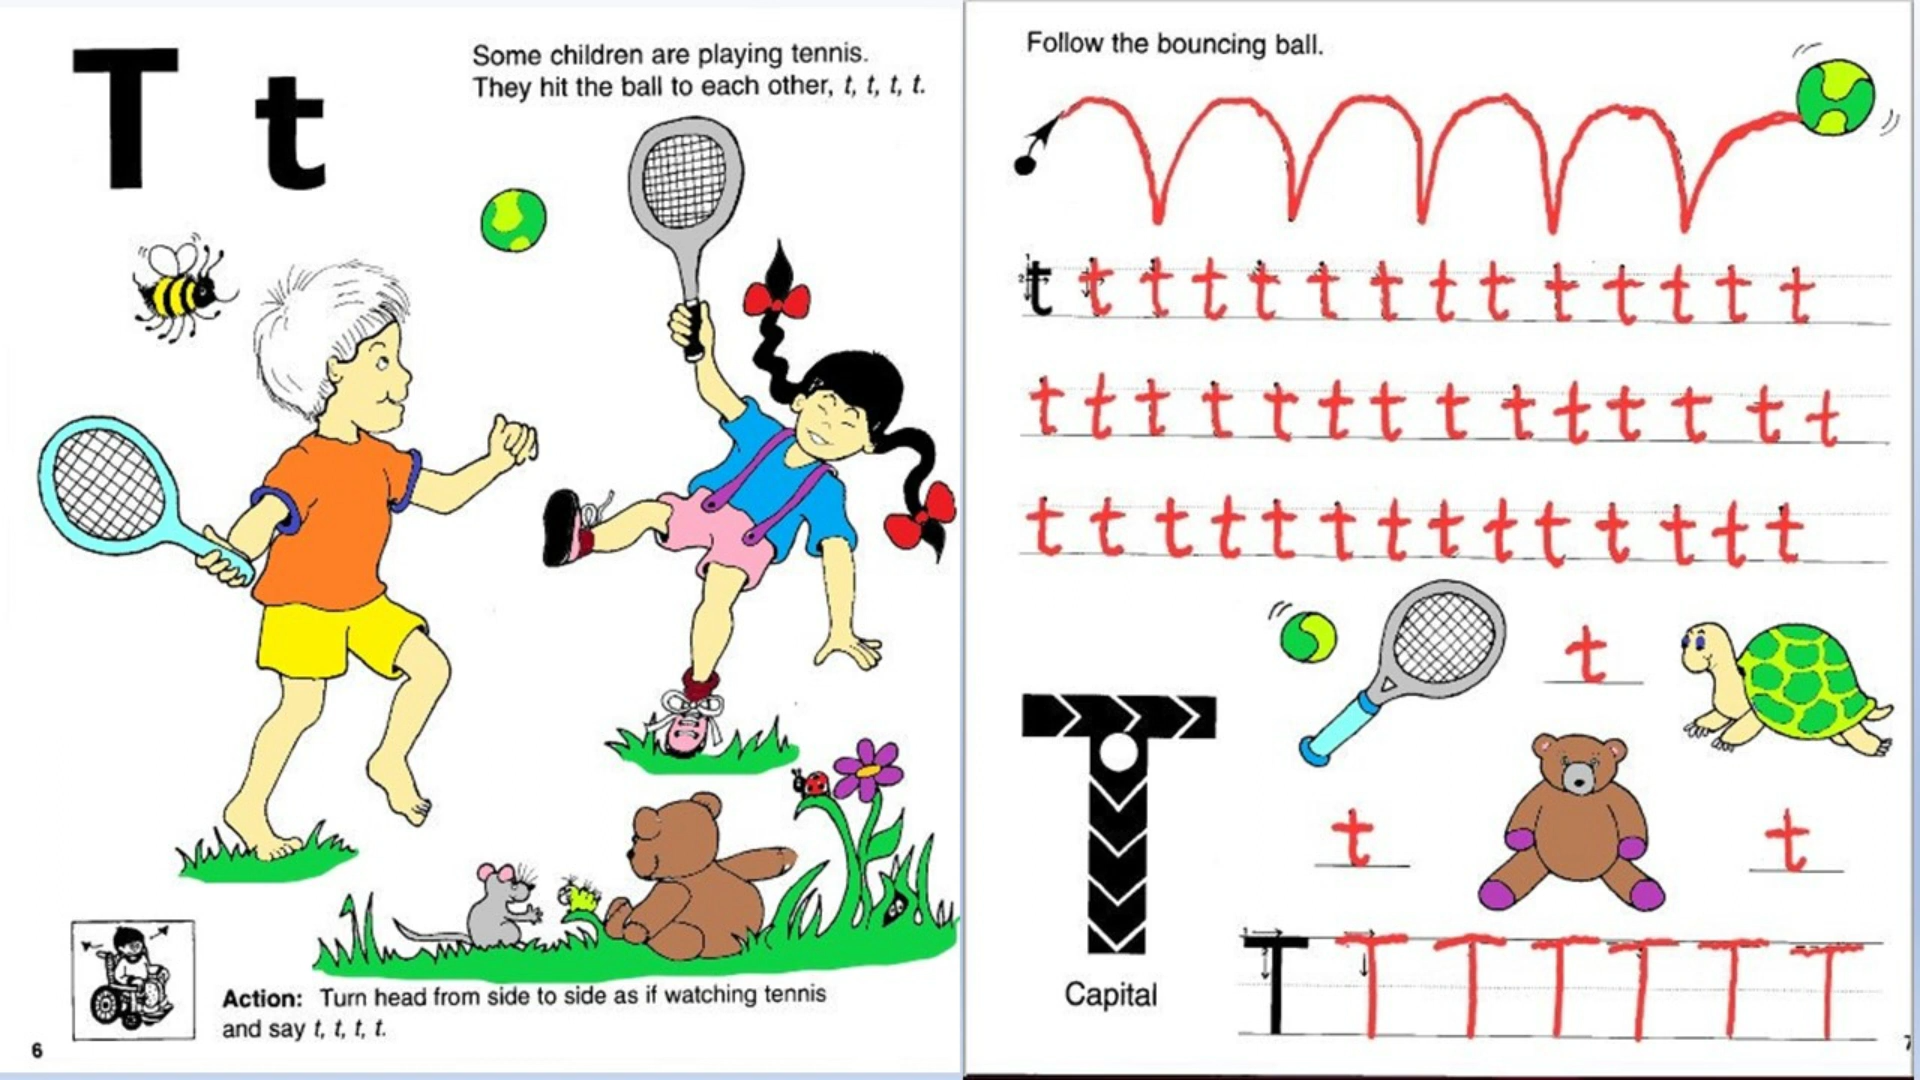 T t
Some children are playing tennis.
They hit the ball to each other, t, t, t, t.
Action: Turn head from side to side as if watching tennis
and say t, t, t, t.
6
Follow the bouncing ball.
t t t t t t t t t t t t t t
t t t t t t t t t t t t t t
t t t t t t t t t t t t t t
t
T
t t
Capital
T T T T T T T
7